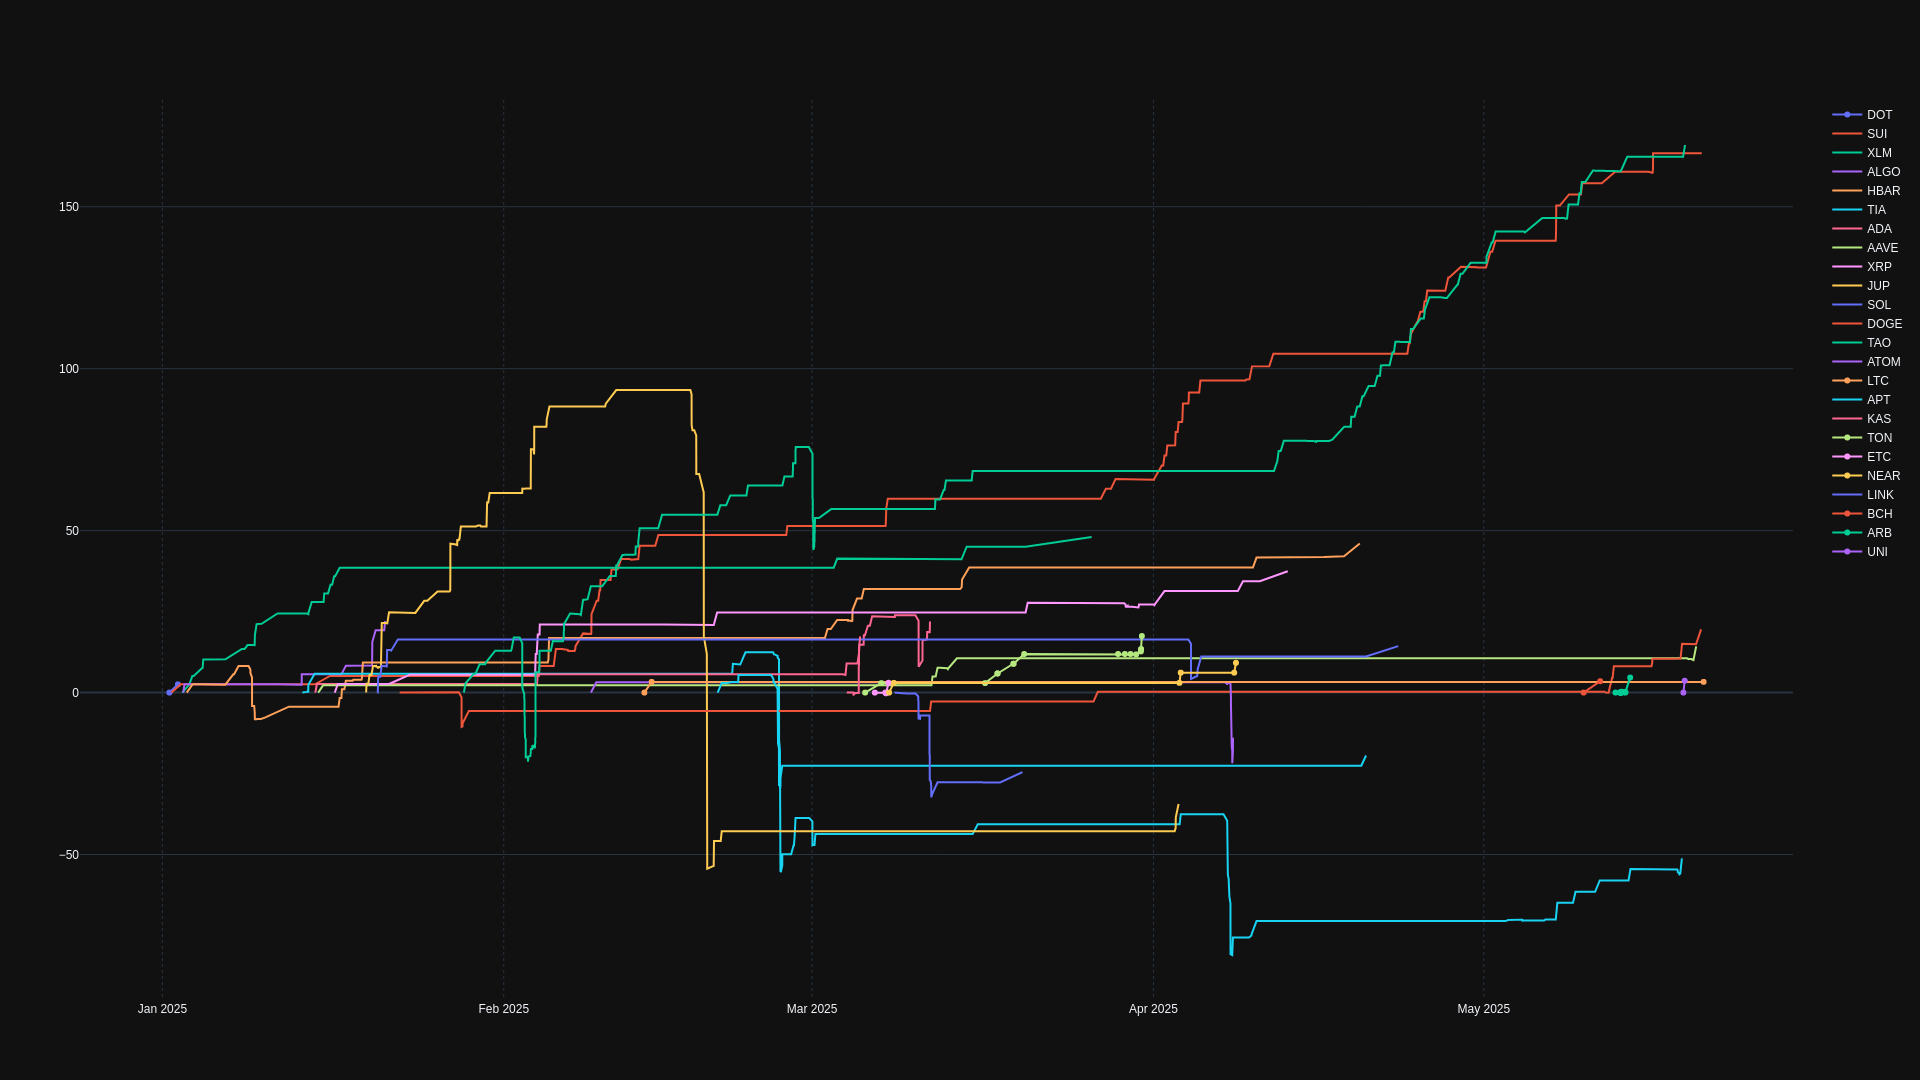 150
100
50
0
−50
Jan 2025
Feb 2025
Mar 2025
Apr 2025
May 2025
DOT
SUI
XLM
ALGO
HBAR
TIA
ADA
AAVE
XRP
JUP
SOL
DOGE
TAO
ATOM
LTC
APT
KAS
TON
ETC
NEAR
LINK
BCH
ARB
UNI